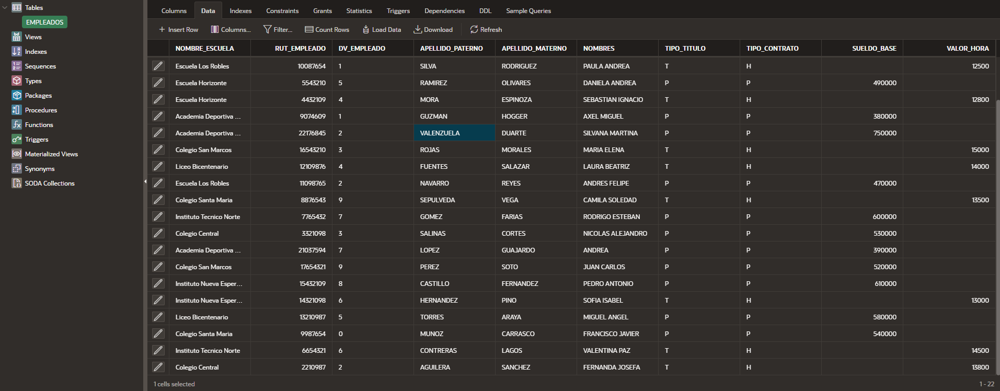 Tables
EMPLEADOS
Views
Indexes
Sequences
Types
Packages
Procedures
Functions
Triggers
Materialized Views
Synonyms
SODA Collections
Columns Data Indexes Constraints Grants Statistics Triggers Dependencies DDL Sample Queries
Insert Row Columns... Filter... Count Rows Load Data Download Refresh
NOMBRE_ESCUELA RUT_EMPLEADO DV_EMPLEADO APELLIDO_PATERNO APELLIDO_MATERNO NOMBRES TIPO_TITULO TIPO_CONTRATO SUELDO_BASE VALOR_HORA
Escuela Los Robles 10087654 1 SILVA RODRIGUEZ PAULA ANDREA T H 12500
Escuela Horizonte 5543210 5 RAMIREZ OLIVARES DANIELA ANDREA P P 490000
Escuela Horizonte 4432109 4 MORA ESPINOZA SEBASTIAN IGNACIO T H 12800
Academia Deportiva ... 9074609 1 GUZMAN HOGGER AXEL MIGUEL P P 380000
Academia Deportiva ... 22176845 2 VALENZUELA DUARTE SILVANA MARTINA P P 750000
Colegio San Marcos 16543210 3 ROJAS MORALES MARIA ELENA T H 15000
Liceo Bicentenario 12109876 4 FUENTES SALAZAR LAURA BEATRIZ T H 14000
Escuela Los Robles 11098765 2 NAVARRO REYES ANDRES FELIPE P P 470000
Colegio Santa Maria 8876543 9 SEPULVEDA VEGA CAMILA SOLEDAD T H 13500
Instituto Tecnico Norte 7765432 7 GOMEZ FARIAS RODRIGO ESTEBAN P P 600000
Colegio Central 3321098 3 SALINAS CORTES NICOLAS ALEJANDRO P P 530000
Academia Deportiva ... 21037594 7 LOPEZ GUAJARDO ANDREA P P 390000
Colegio San Marcos 17654321 9 PEREZ SOTO JUAN CARLOS P P 520000
Instituto Nueva Esper... 15432109 8 CASTILLO FERNANDEZ PEDRO ANTONIO P P 610000
Instituto Nueva Esper... 14321098 6 HERNANDEZ PINO SOFIA ISABEL T H 13000
Liceo Bicentenario 13210987 5 TORRES ARAYA MIGUEL ANGEL P P 580000
Colegio Santa Maria 9987654 0 MUNOZ CARRASCO FRANCISCO JAVIER P P 540000
Instituto Tecnico Norte 6654321 6 CONTRERAS LAGOS VALENTINA PAZ T H 14500
Colegio Central 2210987 2 AGUILERA SANCHEZ FERNANDA JOSEFA T H 13800
1 cells selected 1 - 22